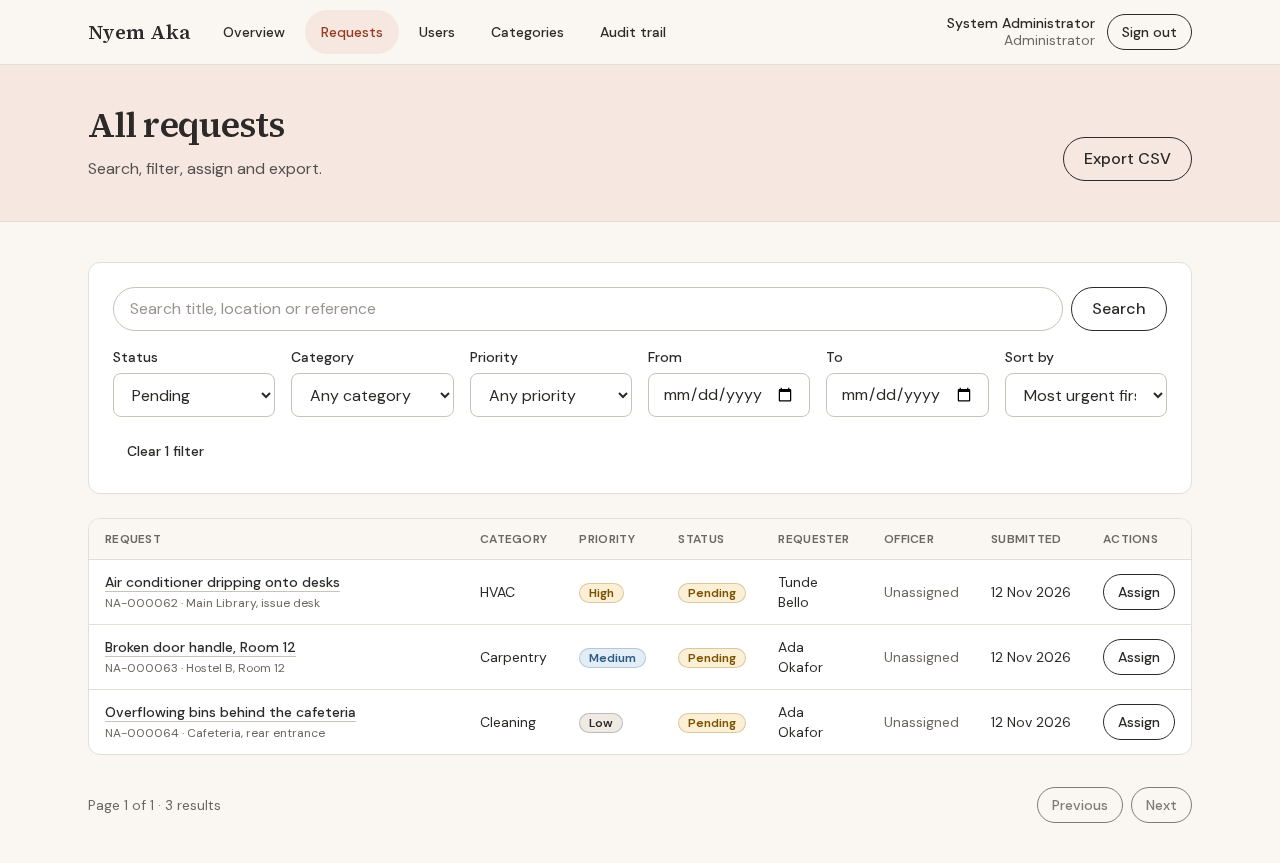 Nyem Aka
Overview
Requests
Users
Categories
Audit trail
System Administrator
Administrator
Sign out
All requests
Search, filter, assign and export.
Export CSV
Search title, location or reference
Search
Status
Category
Priority
From
To
Sort by
Pending
Any category
Any priority
mm/dd/yyyy
mm/dd/yyyy
Most urgent firs
Clear 1 filter
REQUEST CATEGORY PRIORITY STATUS REQUESTER OFFICER SUBMITTED ACTIONS
Air conditioner dripping onto desks
NA-000062 · Main Library, issue desk
HVAC
High
Pending
Tunde
Bello
Unassigned
12 Nov 2026
Assign
Broken door handle, Room 12
NA-000063 · Hostel B, Room 12
Carpentry
Medium
Pending
Ada
Okafor
Unassigned
12 Nov 2026
Assign
Overflowing bins behind the cafeteria
NA-000064 · Cafeteria, rear entrance
Cleaning
Low
Pending
Ada
Okafor
Unassigned
12 Nov 2026
Assign
Page 1 of 1 · 3 results
Previous
Next